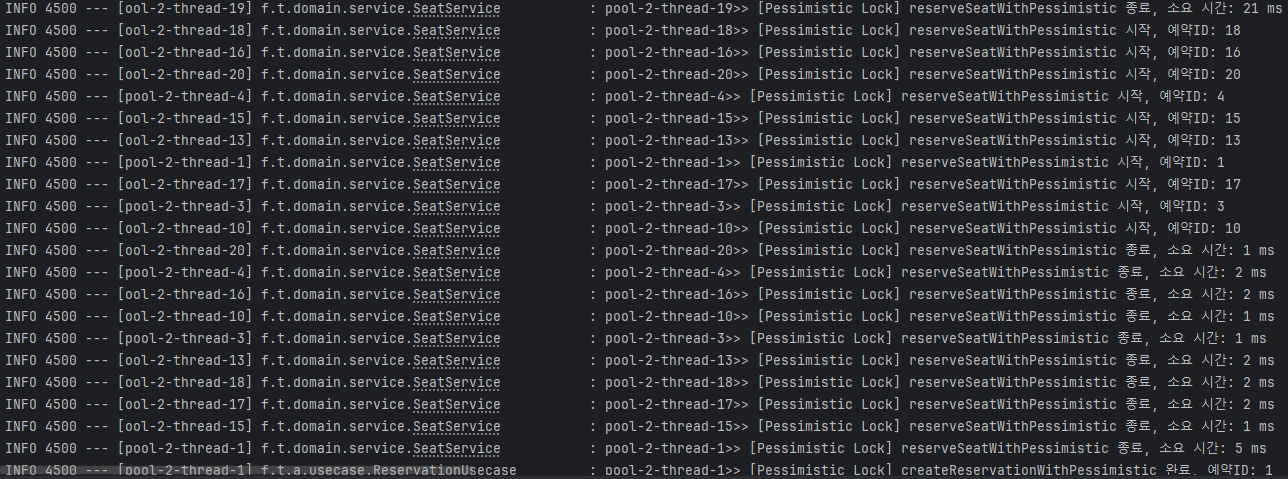 INFO 4500 --- [ool-2-thread-19] f.t.domain.service.SeatService : pool-2-thread-19>> [Pessimistic Lock] reserveSeatWithPessimistic 종료, 소요 시간: 21 ms
INFO 4500 --- [ool-2-thread-18] f.t.domain.service.SeatService : pool-2-thread-18>> [Pessimistic Lock] reserveSeatWithPessimistic 시작, 예약ID: 18
INFO 4500 --- [ool-2-thread-16] f.t.domain.service.SeatService : pool-2-thread-16>> [Pessimistic Lock] reserveSeatWithPessimistic 시작, 예약ID: 16
INFO 4500 --- [ool-2-thread-20] f.t.domain.service.SeatService : pool-2-thread-20>> [Pessimistic Lock] reserveSeatWithPessimistic 시작, 예약ID: 20
INFO 4500 --- [pool-2-thread-4] f.t.domain.service.SeatService : pool-2-thread-4>> [Pessimistic Lock] reserveSeatWithPessimistic 시작, 예약ID: 4
INFO 4500 --- [ool-2-thread-15] f.t.domain.service.SeatService : pool-2-thread-15>> [Pessimistic Lock] reserveSeatWithPessimistic 시작, 예약ID: 15
INFO 4500 --- [ool-2-thread-13] f.t.domain.service.SeatService : pool-2-thread-13>> [Pessimistic Lock] reserveSeatWithPessimistic 시작, 예약ID: 13
INFO 4500 --- [pool-2-thread-1] f.t.domain.service.SeatService : pool-2-thread-1>> [Pessimistic Lock] reserveSeatWithPessimistic 시작, 예약ID: 1
INFO 4500 --- [ool-2-thread-17] f.t.domain.service.SeatService : pool-2-thread-17>> [Pessimistic Lock] reserveSeatWithPessimistic 시작, 예약ID: 17
INFO 4500 --- [pool-2-thread-3] f.t.domain.service.SeatService : pool-2-thread-3>> [Pessimistic Lock] reserveSeatWithPessimistic 시작, 예약ID: 3
INFO 4500 --- [ool-2-thread-10] f.t.domain.service.SeatService : pool-2-thread-10>> [Pessimistic Lock] reserveSeatWithPessimistic 시작, 예약ID: 10
INFO 4500 --- [ool-2-thread-20] f.t.domain.service.SeatService : pool-2-thread-20>> [Pessimistic Lock] reserveSeatWithPessimistic 종료, 소요 시간: 1 ms
INFO 4500 --- [pool-2-thread-4] f.t.domain.service.SeatService : pool-2-thread-4>> [Pessimistic Lock] reserveSeatWithPessimistic 종료, 소요 시간: 2 ms
INFO 4500 --- [ool-2-thread-16] f.t.domain.service.SeatService : pool-2-thread-16>> [Pessimistic Lock] reserveSeatWithPessimistic 종료, 소요 시간: 2 ms
INFO 4500 --- [ool-2-thread-10] f.t.domain.service.SeatService : pool-2-thread-10>> [Pessimistic Lock] reserveSeatWithPessimistic 종료, 소요 시간: 1 ms
INFO 4500 --- [pool-2-thread-3] f.t.domain.service.SeatService : pool-2-thread-3>> [Pessimistic Lock] reserveSeatWithPessimistic 종료, 소요 시간: 1 ms
INFO 4500 --- [ool-2-thread-13] f.t.domain.service.SeatService : pool-2-thread-13>> [Pessimistic Lock] reserveSeatWithPessimistic 종료, 소요 시간: 2 ms
INFO 4500 --- [ool-2-thread-18] f.t.domain.service.SeatService : pool-2-thread-18>> [Pessimistic Lock] reserveSeatWithPessimistic 종료, 소요 시간: 2 ms
INFO 4500 --- [ool-2-thread-17] f.t.domain.service.SeatService : pool-2-thread-17>> [Pessimistic Lock] reserveSeatWithPessimistic 종료, 소요 시간: 2 ms
INFO 4500 --- [ool-2-thread-15] f.t.domain.service.SeatService : pool-2-thread-15>> [Pessimistic Lock] reserveSeatWithPessimistic 종료, 소요 시간: 1 ms
INFO 4500 --- [pool-2-thread-1] f.t.domain.service.SeatService : pool-2-thread-1>> [Pessimistic Lock] reserveSeatWithPessimistic 종료, 소요 시간: 5 ms
INFO 4500 --- [pool-2-thread-1] f.t.a.usecase.ReservationUsecase : pool-2-thread-1>> [Pessimistic Lock] createReservationWithPessimistic 완료, 예약ID: 1